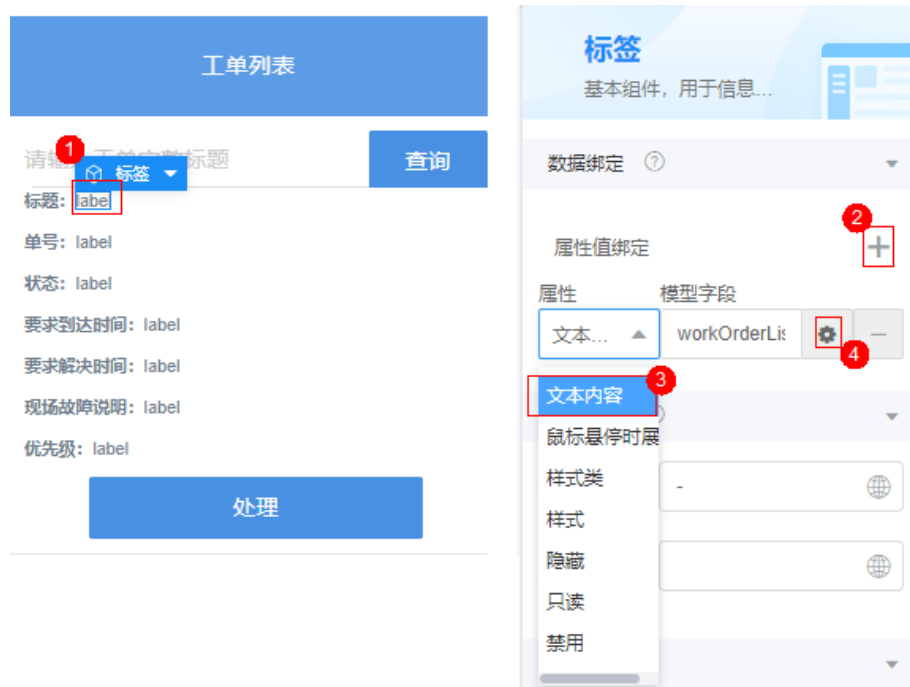 工单列表
请输
标题
查询
1
标签
标题：label
单号：label
状态：label
要求到达时间：label
要求解决时间：label
现场故障说明：label
优先级：label
处理
标签
基本组件，用于信息...
数据绑定 ?
2
属性值绑定 +
属性 模型字段
文本... workOrderLis
4
3
文本内容
鼠标悬停时展
样式类
-
样式
隐藏
只读
禁用